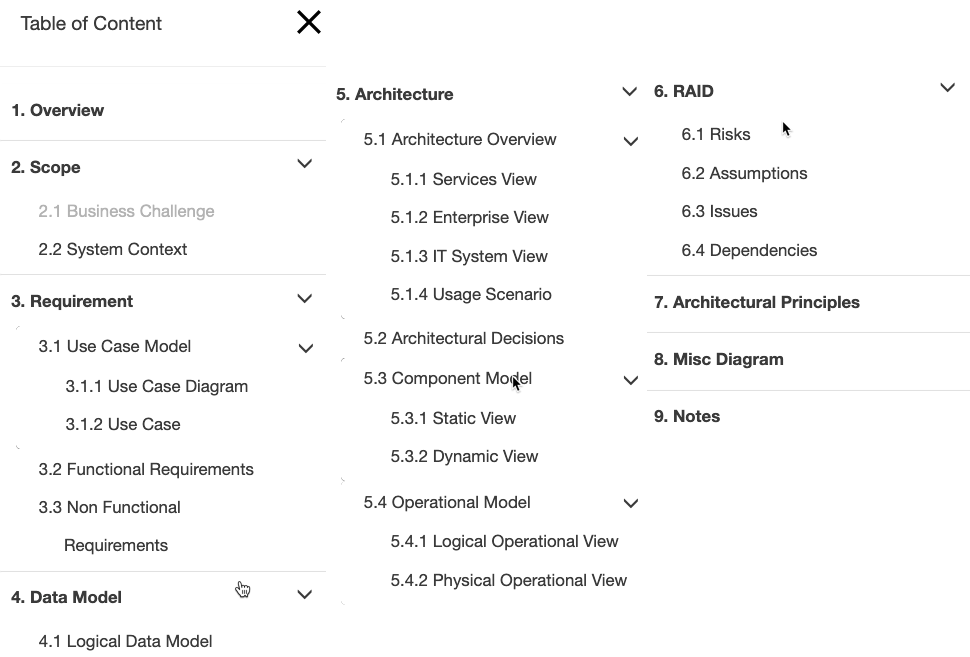 Table of Content
1. Overview
2. Scope
2.1 Business Challenge
2.2 System Context
3. Requirement
3.1 Use Case Model
3.1.1 Use Case Diagram
3.1.2 Use Case
3.2 Functional Requirements
3.3 Non Functional
Requirements
4. Data Model
4.1 Logical Data Model
5. Architecture
5.1 Architecture Overview
5.1.1 Services View
5.1.2 Enterprise View
5.1.3 IT System View
5.1.4 Usage Scenario
5.2 Architectural Decisions
5.3 Component Model
5.3.1 Static View
5.3.2 Dynamic View
5.4 Operational Model
5.4.1 Logical Operational View
5.4.2 Physical Operational View
6. RAID
6.1 Risks
6.2 Assumptions
6.3 Issues
6.4 Dependencies
7. Architectural Principles
8. Misc Diagram
9. Notes